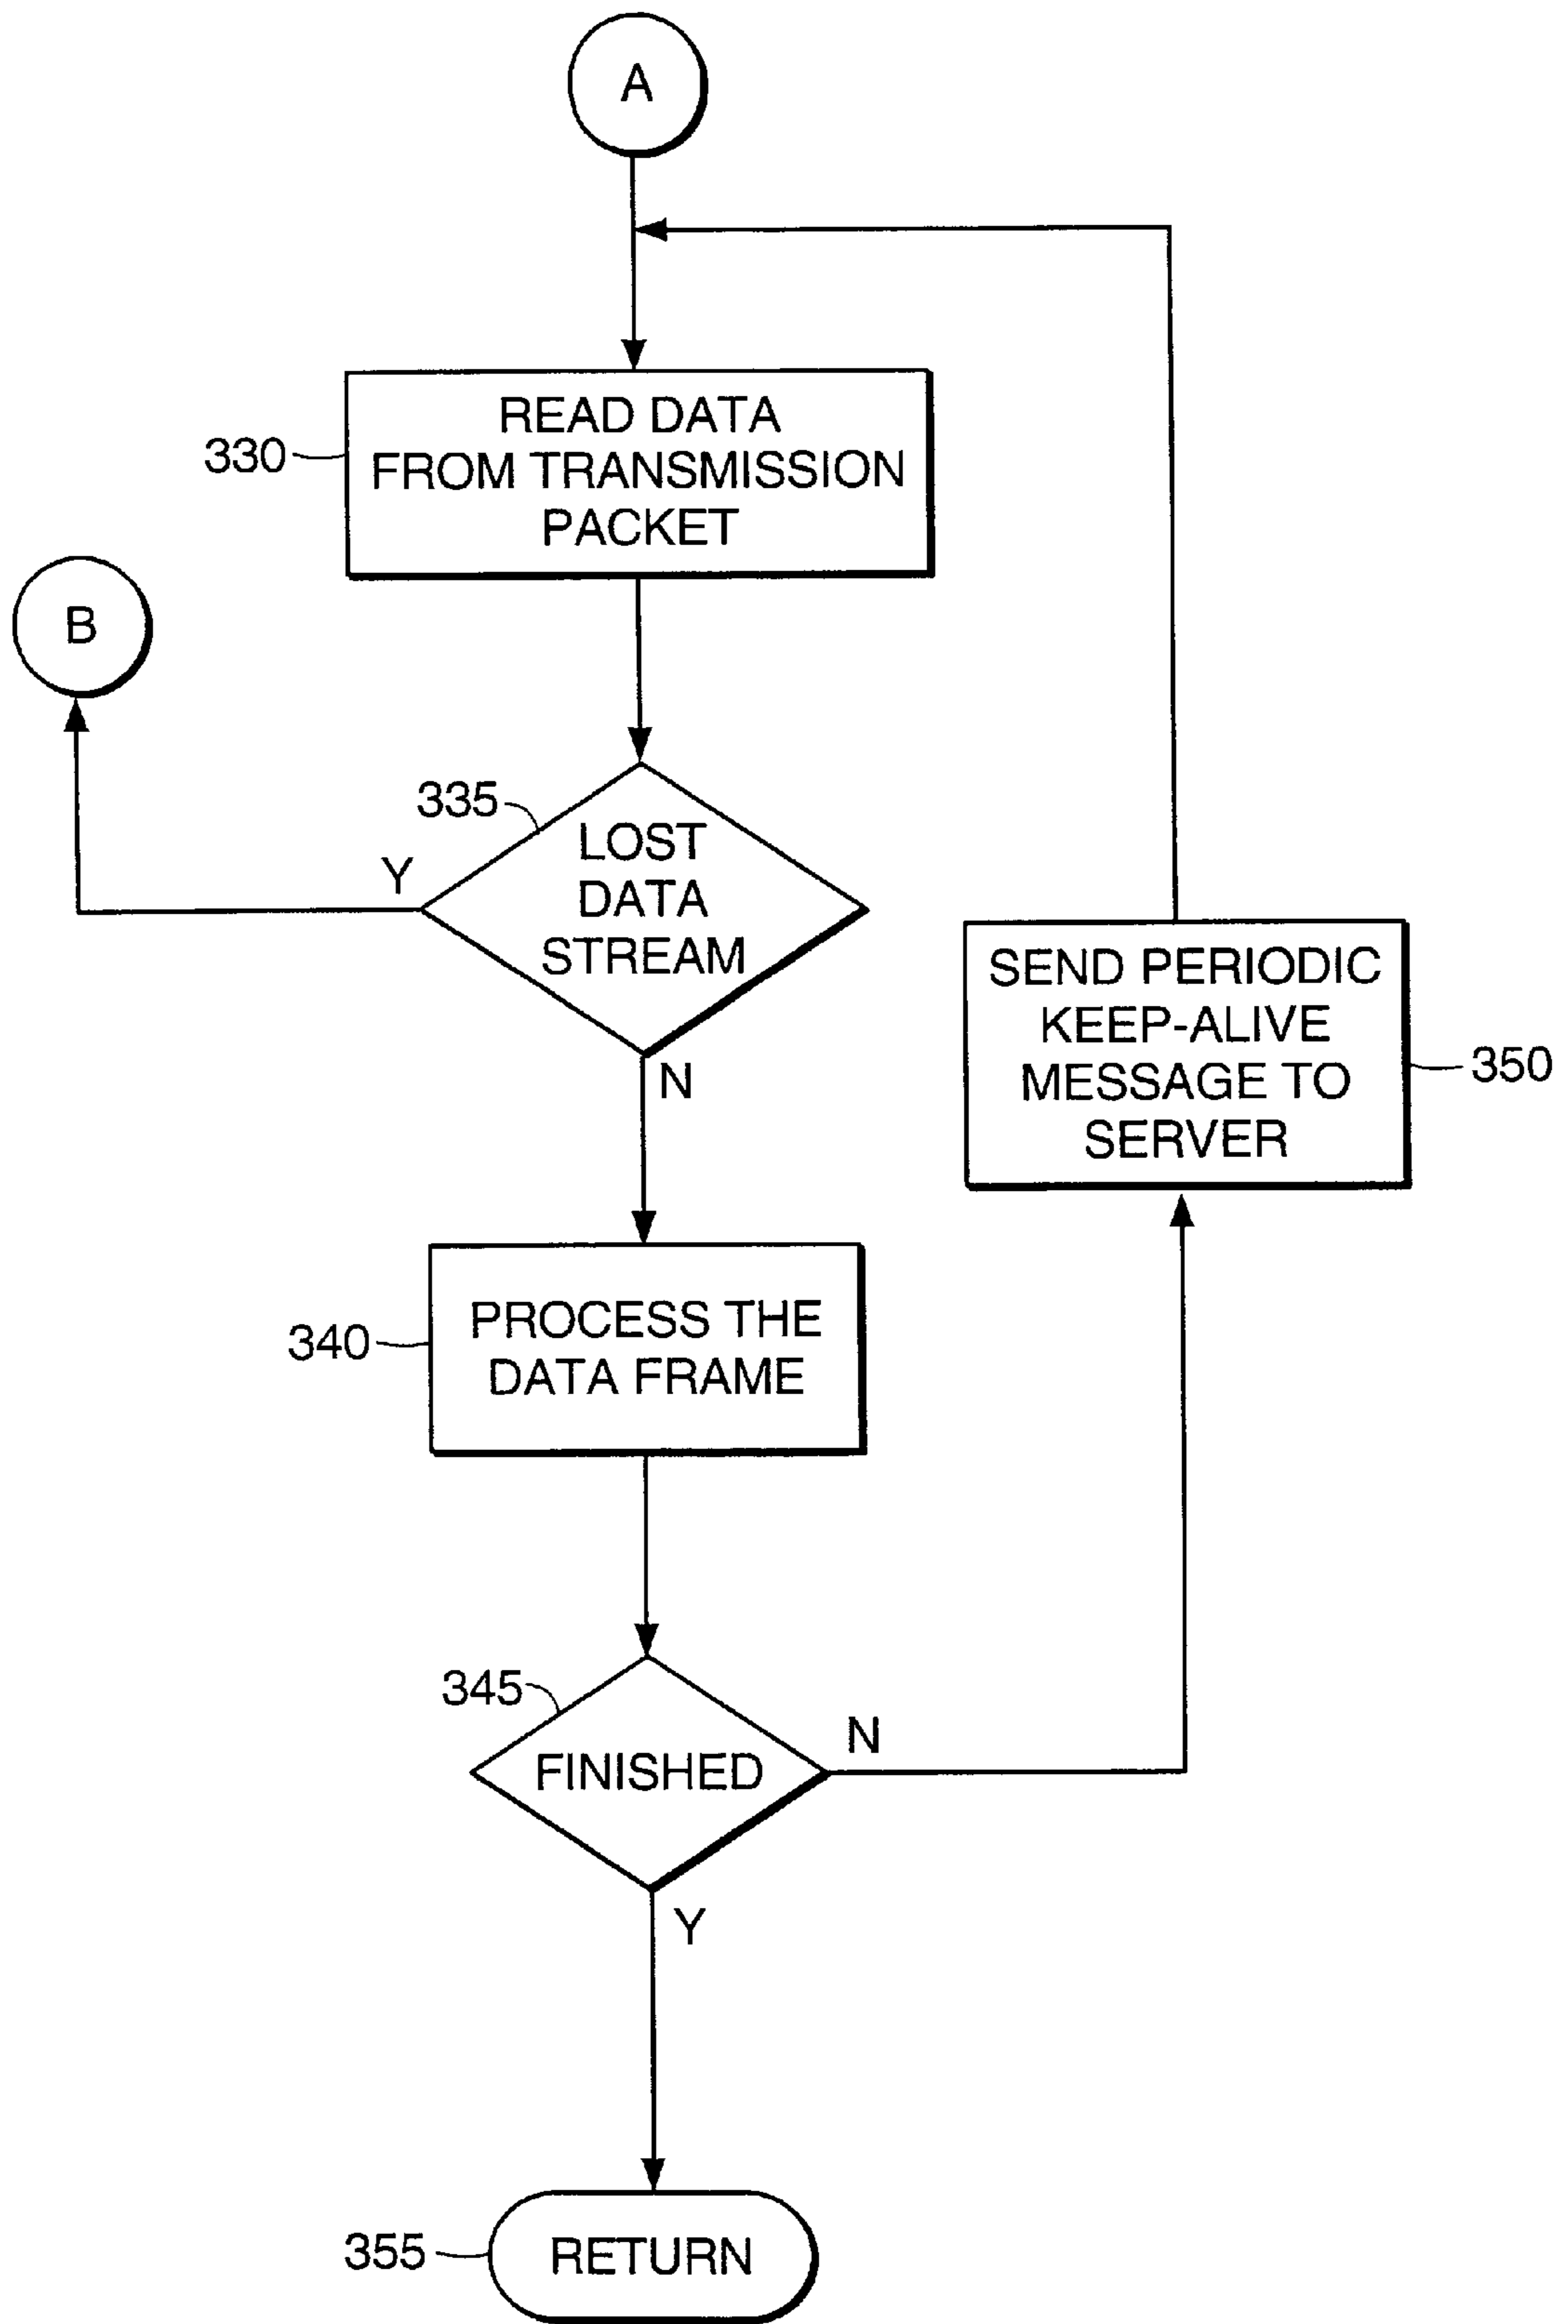 A
330
READ DATA
FROM TRANSMISSION
PACKET
B
335
Y
LOST
DATA
STREAM
N
SEND PERIODIC
KEEP-ALIVE
MESSAGE TO
SERVER
350
340
PROCESS THE
DATA FRAME
345
FINISHED
N
Y
355
RETURN